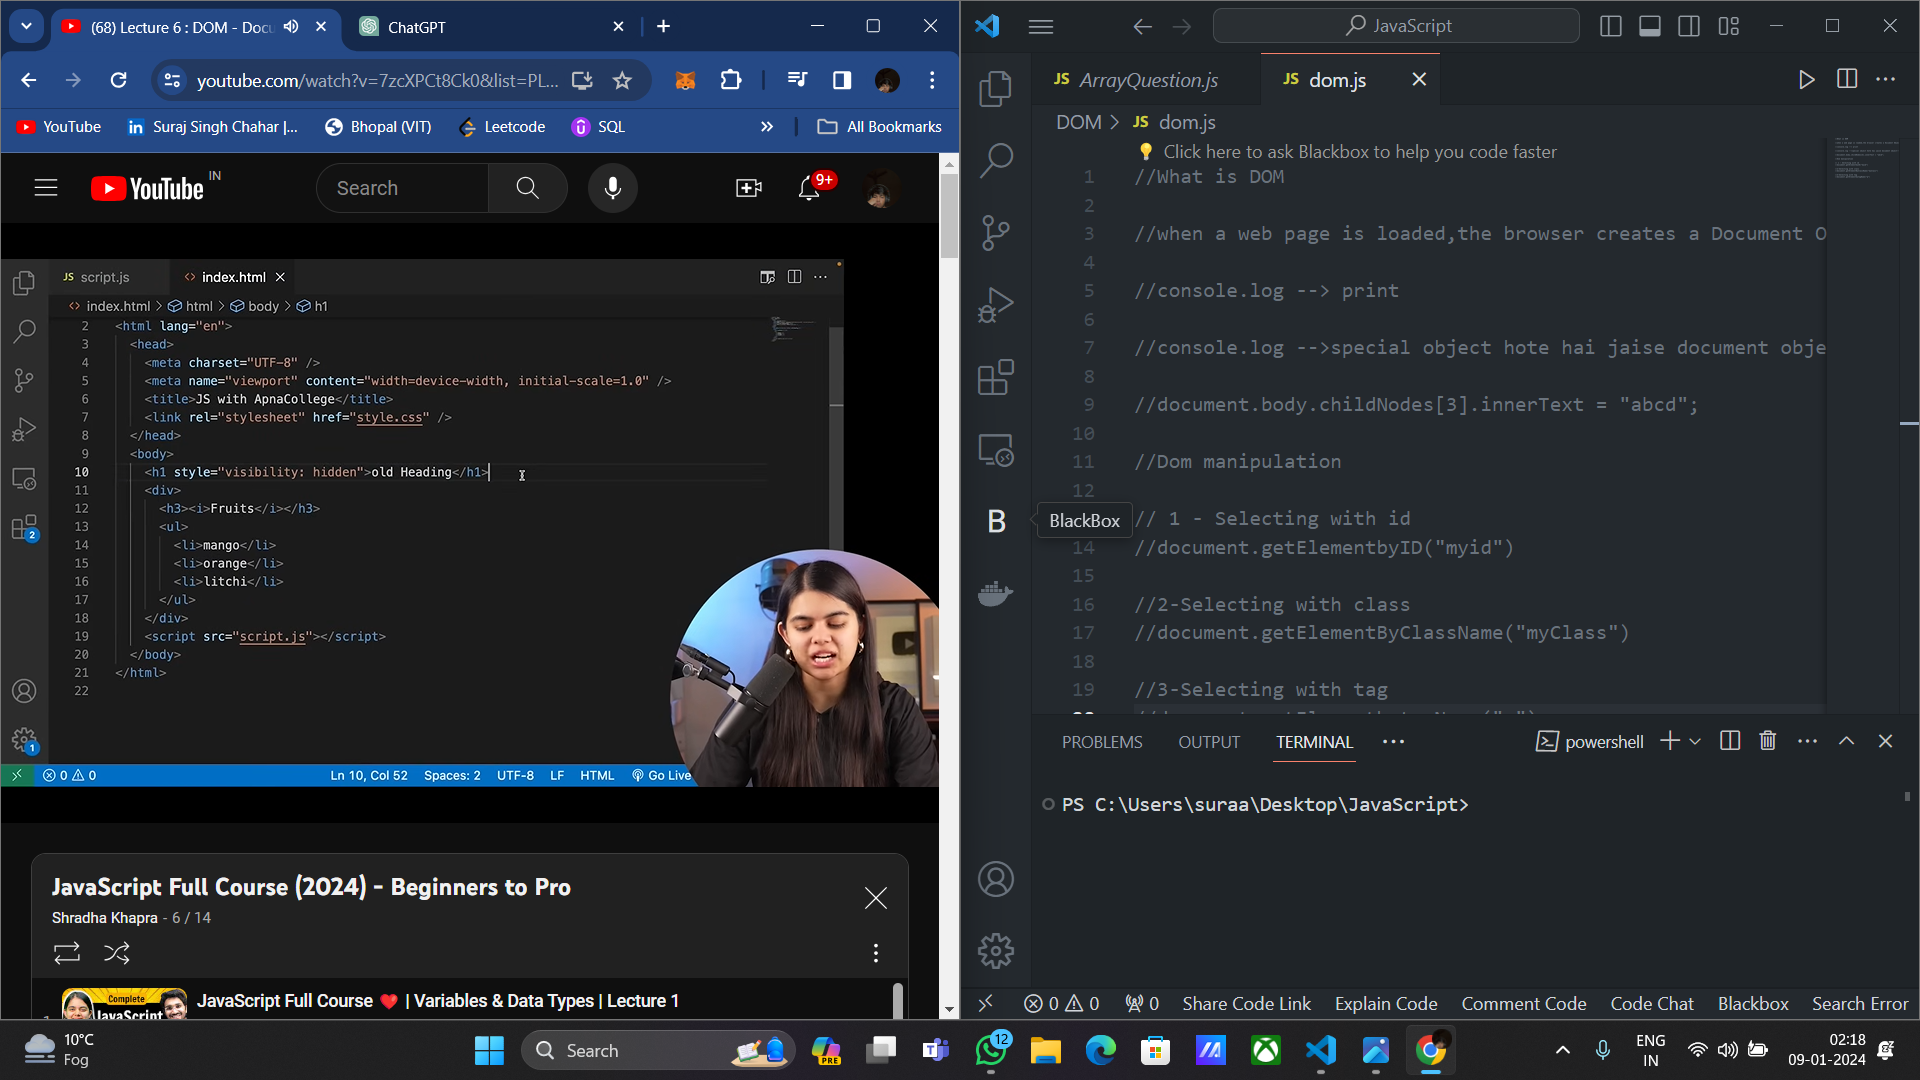 (68) Lecture 6 : DOM - Docu
ChatGPT
youtube.com/watch?v=7zcXPCt8Ck0&list=PL...
YouTube
in Suraj Singh Chahar |...
Bhopal (VIT)
Leetcode
SQL
All Bookmarks
YouTube IN
Search
9+
JS script.js
<> index.html
<> index.html > html > body > h1
2 <html lang="en">
3 <head>
4 <meta charset="UTF-8" />
5 <meta name="viewport" content="width=device-width, initial-scale=1.0" />
6 <title>JS with ApnaCollege</title>
7 <link rel="stylesheet" href="style.css" />
8 </head>
9 <body>
10 <h1 style="visibility: hidden">old Heading</h1>
11 <div>
12 <h3><i>Fruits</i></h3>
13 <ul>
14 <li>mango</li>
15 <li>orange</li>
16 <li>litchi</li>
17 </ul>
18 </div>
19 <script src="script.js"></script>
20 </body>
21 </html>
22
2
1
0 0
Ln 10, Col 52 Spaces: 2 UTF-8 LF HTML Go Live
JavaScript Full Course (2024) - Beginners to Pro
Shradha Khapra - 6 / 14
Complete
JavaScript
JavaScript Full Course ❤️ | Variables & Data Types | Lecture 1
JavaScript
JS ArrayQuestion.js
JS dom.js
DOM > JS dom.js
Click here to ask Blackbox to help you code faster
1 //What is DOM
2
3 //when a web page is loaded,the browser creates a Document O
4
5 //console.log --> print
6
7 //console.log -->special object hote hai jaise document obje
8
9 //document.body.childNodes[3].innerText = "abcd";
10
11 //Dom manipulation
12
// 1 - Selecting with id
14 //document.getElementbyID("myid")
15
16 //2-Selecting with class
17 //document.getElementByClassName("myClass")
18
19 //3-Selecting with tag
B
BlackBox
PROBLEMS OUTPUT TERMINAL
powershell
PS C:\Users\suraa\Desktop\JavaScript>
0 0 0 Share Code Link Explain Code Comment Code Code Chat Blackbox Search Error
10°C
Fog
Search
PRE
12
ENG
IN
02:18
09-01-2024